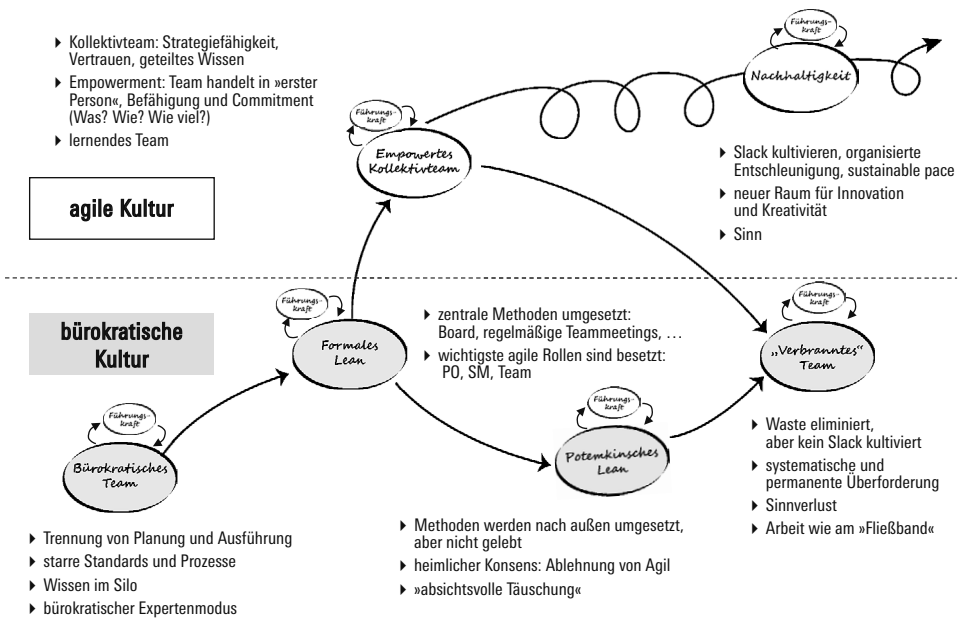 Führungs-
kraft
Nachhaltigkeit
▸ Kollektivteam: Strategiefähigkeit,
Vertrauen, geteiltes Wissen
▸ Empowerment: Team handelt in »erster
Person«, Befähigung und Commitment
(Was? Wie? Wie viel?)
▸ lernendes Team
Führungs-
kraft
Empowertes
Kollektivteam
▸ Slack kultivieren, organisierte
Entschleunigung, sustainable pace
▸ neuer Raum für Innovation
und Kreativität
▸ Sinn
agile Kultur
bürokratische
Kultur
Führungs-
kraft
Formales
Lean
▸ zentrale Methoden umgesetzt:
Board, regelmäßige Teammeetings, …
▸ wichtigste agile Rollen sind besetzt:
PO, SM, Team
Führungs-
kraft
„Verbranntes“
Team
Führungs-
kraft
Bürokratisches
Team
Führungs-
kraft
Potemkinsches
Lean
▸ Waste eliminiert,
aber kein Slack kultiviert
▸ systematische und
permanente Überforderung
▸ Sinnverlust
▸ Arbeit wie am »Fließband«
▸ Trennung von Planung und Ausführung
▸ starre Standards und Prozesse
▸ Wissen im Silo
▸ bürokratischer Expertenmodus
▸ Methoden werden nach außen umgesetzt,
aber nicht gelebt
▸ heimlicher Konsens: Ablehnung von Agil
▸ »absichtsvolle Täuschung«